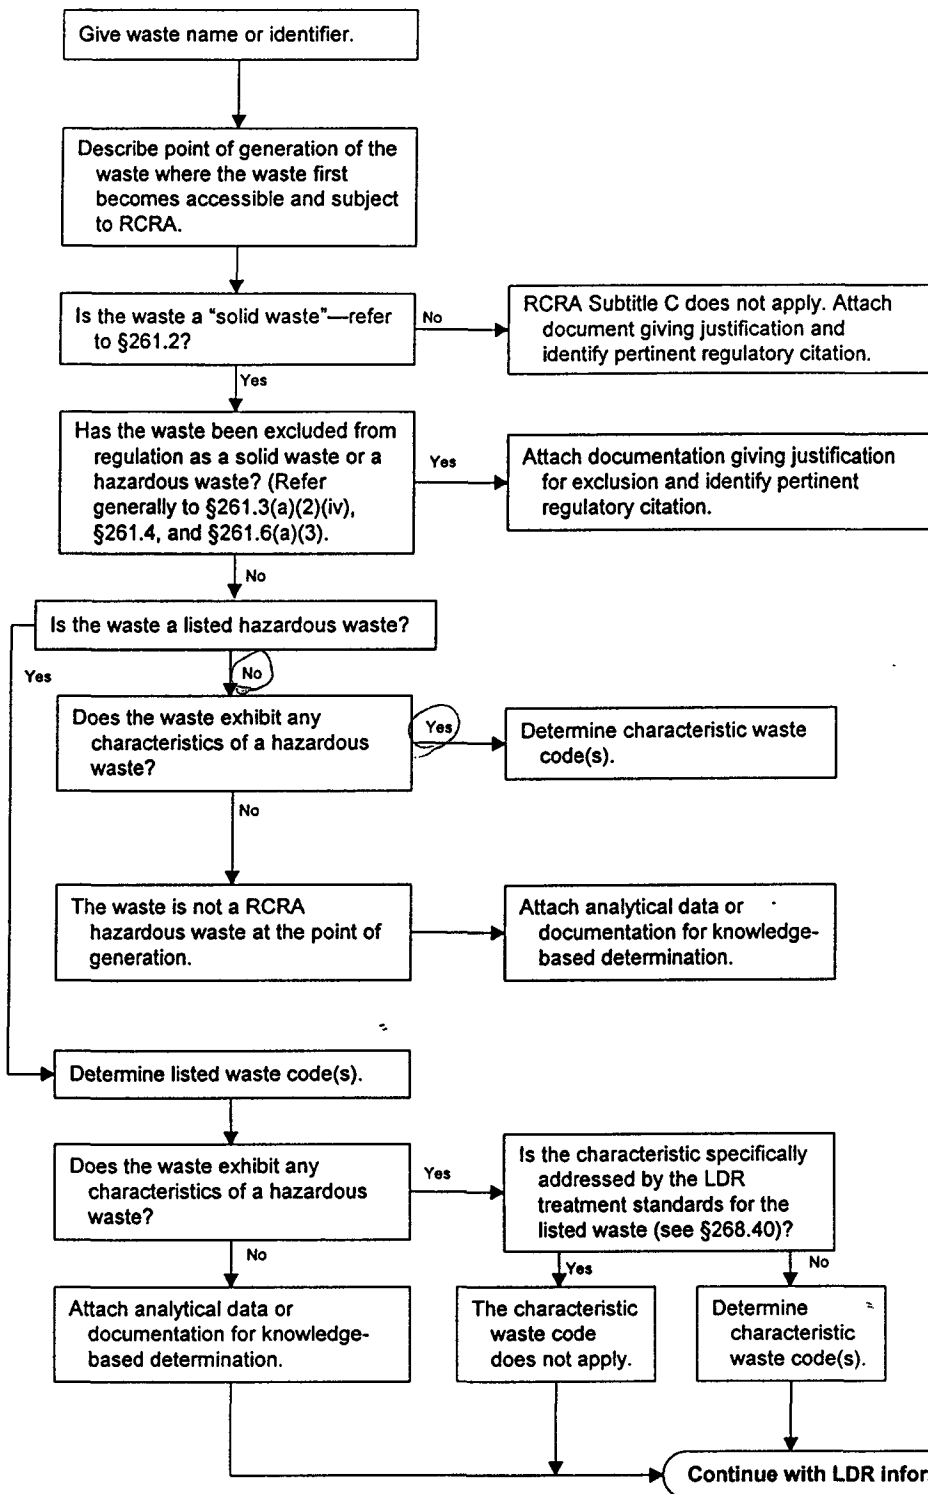 Give waste name or identifier.
Describe point of generation of the
waste where the waste first
becomes accessible and subject
to RCRA.
Is the waste a “solid waste”—refer
to §261.2?
No
RCRA Subtitle C does not apply. Attach
document giving justification and
identify pertinent regulatory citation.
Yes
Has the waste been excluded from
regulation as a solid waste or a
hazardous waste? (Refer
generally to §261.3(a)(2)(iv),
§261.4, and §261.6(a)(3).
Yes
Attach documentation giving justification
for exclusion and identify pertinent
regulatory citation.
No
Is the waste a listed hazardous waste?
Yes
No
Does the waste exhibit any
characteristics of a hazardous
waste?
Yes
Determine characteristic waste
code(s).
No
The waste is not a RCRA
hazardous waste at the point of
generation.
Attach analytical data or
documentation for knowledge-
based determination.
Determine listed waste code(s).
Does the waste exhibit any
characteristics of a hazardous
waste?
Yes
Is the characteristic specifically
addressed by the LDR
treatment standards for the
listed waste (see §268.40)?
No
Yes
No
Attach analytical data or
documentation for knowledge-
based determination.
The characteristic
waste code
does not apply.
Determine
characteristic
waste code(s).
Continue with LDR infor